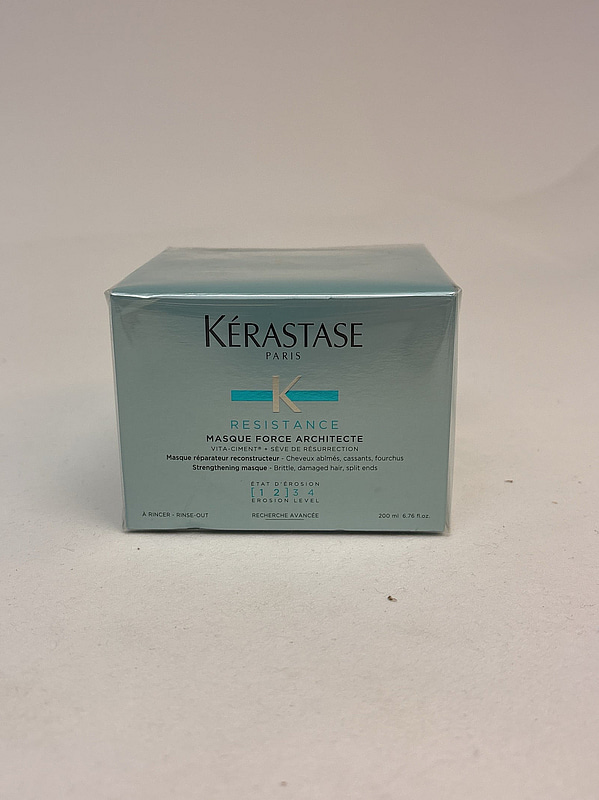 KÉRASTASE
PARIS
K
RESISTANCE
MASQUE FORCE ARCHITECTE
VITA-CIMENT® + SÈVE DE RÉSURRECTION
Masque réparateur reconstructeur - Cheveux abîmés, cassants, fourchus
Strengthening masque - Brittle, damaged hair, split ends
ÉTAT D'ÉROSION
[1 2]3 4
EROSION LEVEL
À RINCER - RINSE-OUT RECHERCHE AVANCÉE 200 ml 6.76 fl.oz.